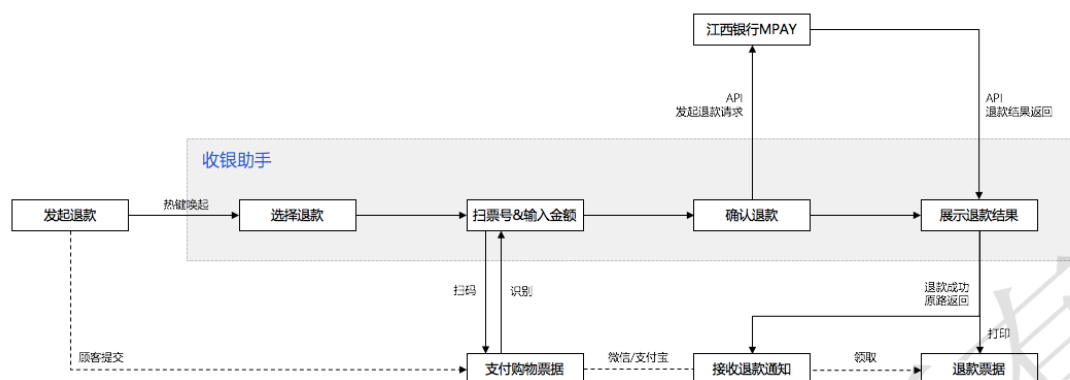 江西银行MPAY
API
发起退款请求
API
退款结果返回
收银助手
发起退款
热键唤起
选择退款
扫票号&输入金额
确认退款
展示退款结果
扫码
识别
退款成功
原路返回
打印
顾客提交
支付购物票据
微信/支付宝
接收退款通知
领取
退款票据